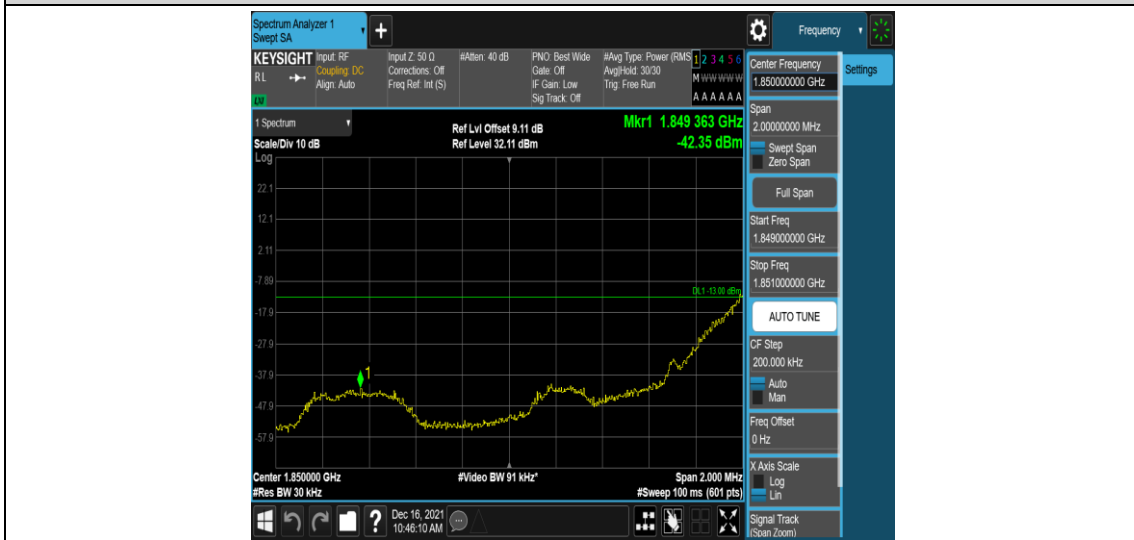 Spectrum Analyzer 1
Swept SA
Frequency
KEYSIGHT
RL
Input: RF
Coupling: DC
Align: Auto
Input Z: 50 Ω
Corrections: Off
Freq Ref: Int (S)
#Atten: 40 dB
PNO: Best Wide
Gate: Off
IF Gain: Low
Sig Track: Off
#Avg Type: Power (RMS
Avg|Hold: 30/30
Trig: Free Run
1 2 3 4 5 6
M W W W W W
A A A A A A
1 Spectrum
Scale/Div 10 dB
Log
Ref Lvl Offset 9.11 dB
Ref Level 32.11 dBm
Mkr1 1.849 363 GHz
-42.35 dBm
22.1
12.1
2.11
-7.89
DL1 -13.00 dBm
-17.9
-27.9
-37.9
1
-47.9
-57.9
Center 1.850000 GHz
#Res BW 30 kHz
#Video BW 91 kHz*
Span 2.000 MHz
#Sweep 100 ms (601 pts)
Dec 16, 2021
10:46:10 AM
Center Frequency
1.850000000 GHz
Settings
Span
2.00000000 MHz
Swept Span
Zero Span
Full Span
Start Freq
1.849000000 GHz
Stop Freq
1.851000000 GHz
AUTO TUNE
CF Step
200.000 kHz
Auto
Man
Freq Offset
0 Hz
X Axis Scale
Log
Lin
Signal Track
(Span Zoom)